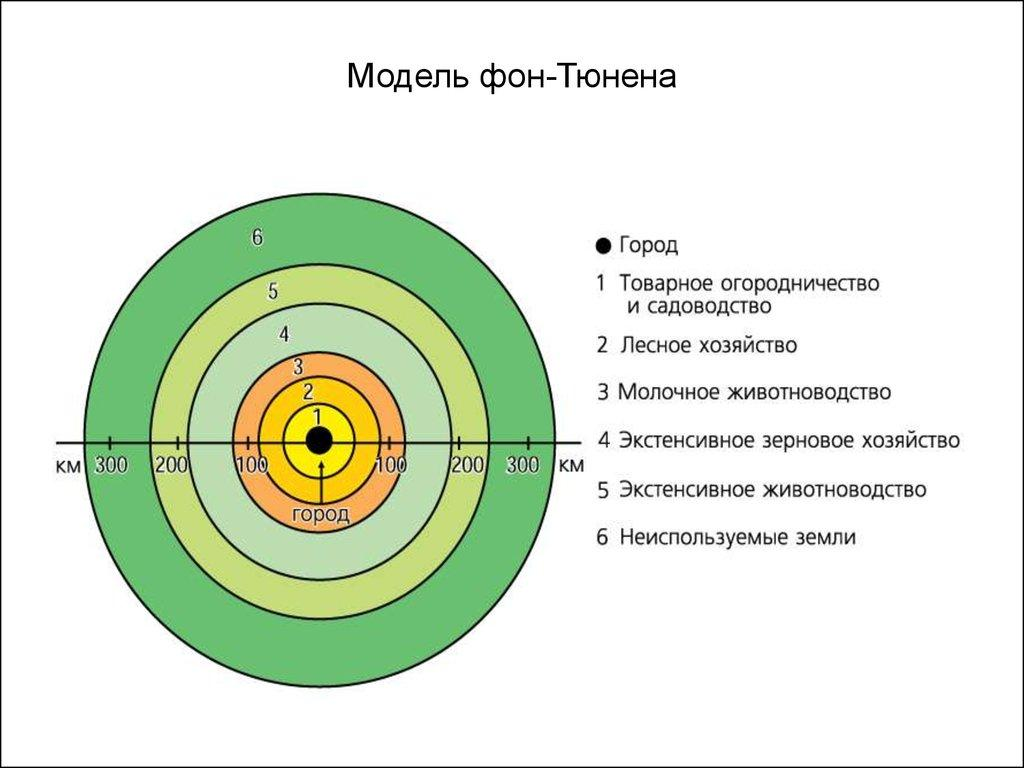 Модель фон-Тюнена
6
5
4
3
2
1
км 300 200 100 100 200 300 км
город
Город
1 Товарное огородничество
и садоводство
2 Лесное хозяйство
3 Молочное животноводство
4 Экстенсивное зерновое хозяйство
5 Экстенсивное животноводство
6 Неиспользуемые земли